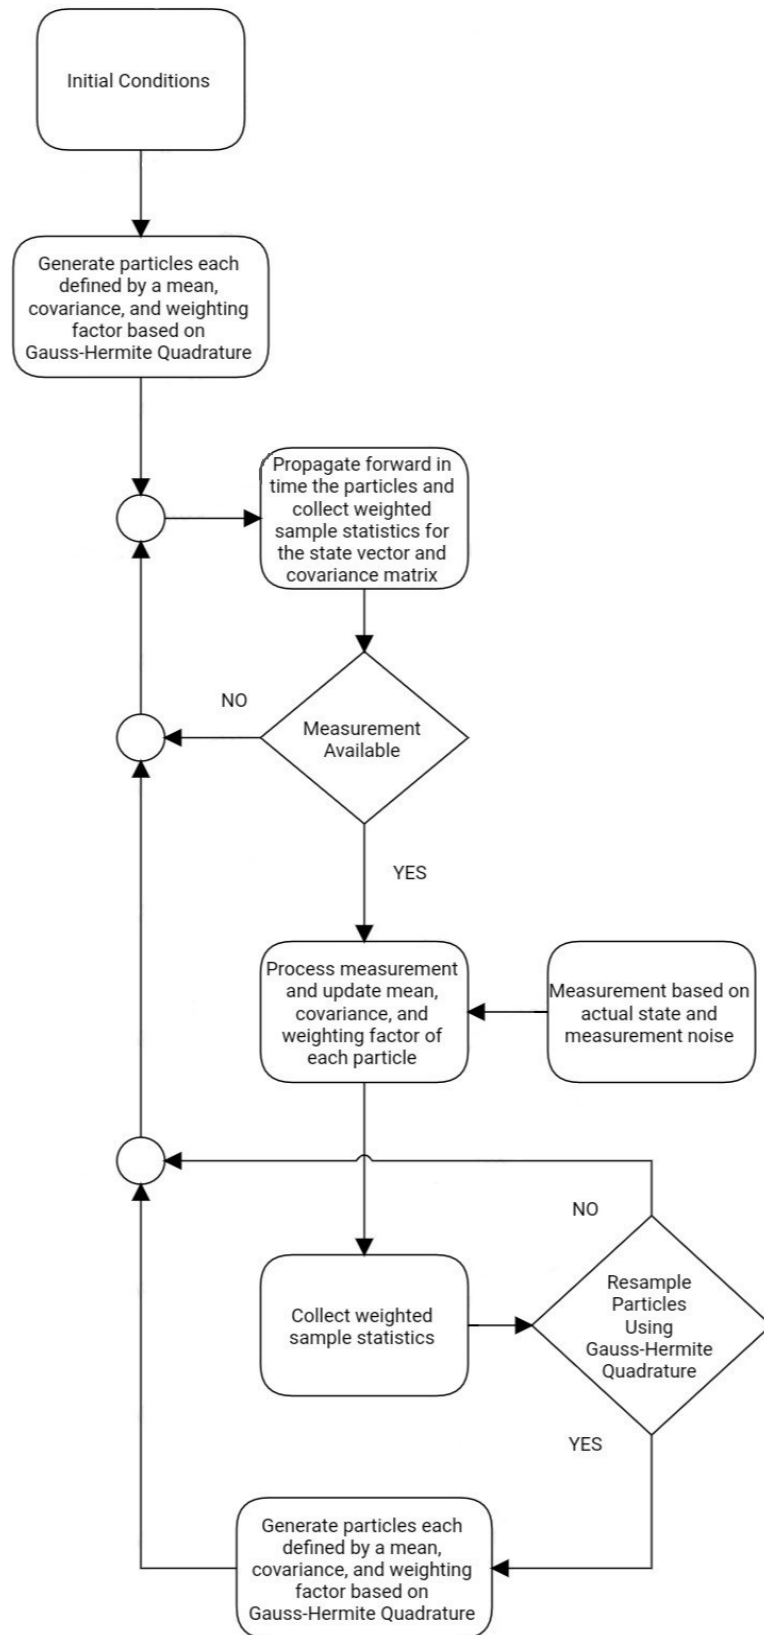 Initial Conditions
Generate particles each
defined by a mean,
covariance, and weighting
factor based on
Gauss-Hermite Quadrature
Propagate forward in
time the particles and
collect weighted
sample statistics for
the state vector and
covariance matrix
NO
Measurement
Available
YES
Process measurement
and update mean,
covariance, and
weighting factor of
each particle
Measurement based on
actual state and
measurement noise
NO
Collect weighted
sample statistics
Resample
Particles
Using
Gauss-Hermite
Quadrature
YES
Generate particles each
defined by a mean,
covariance, and weighting
factor based on
Gauss-Hermite Quadrature